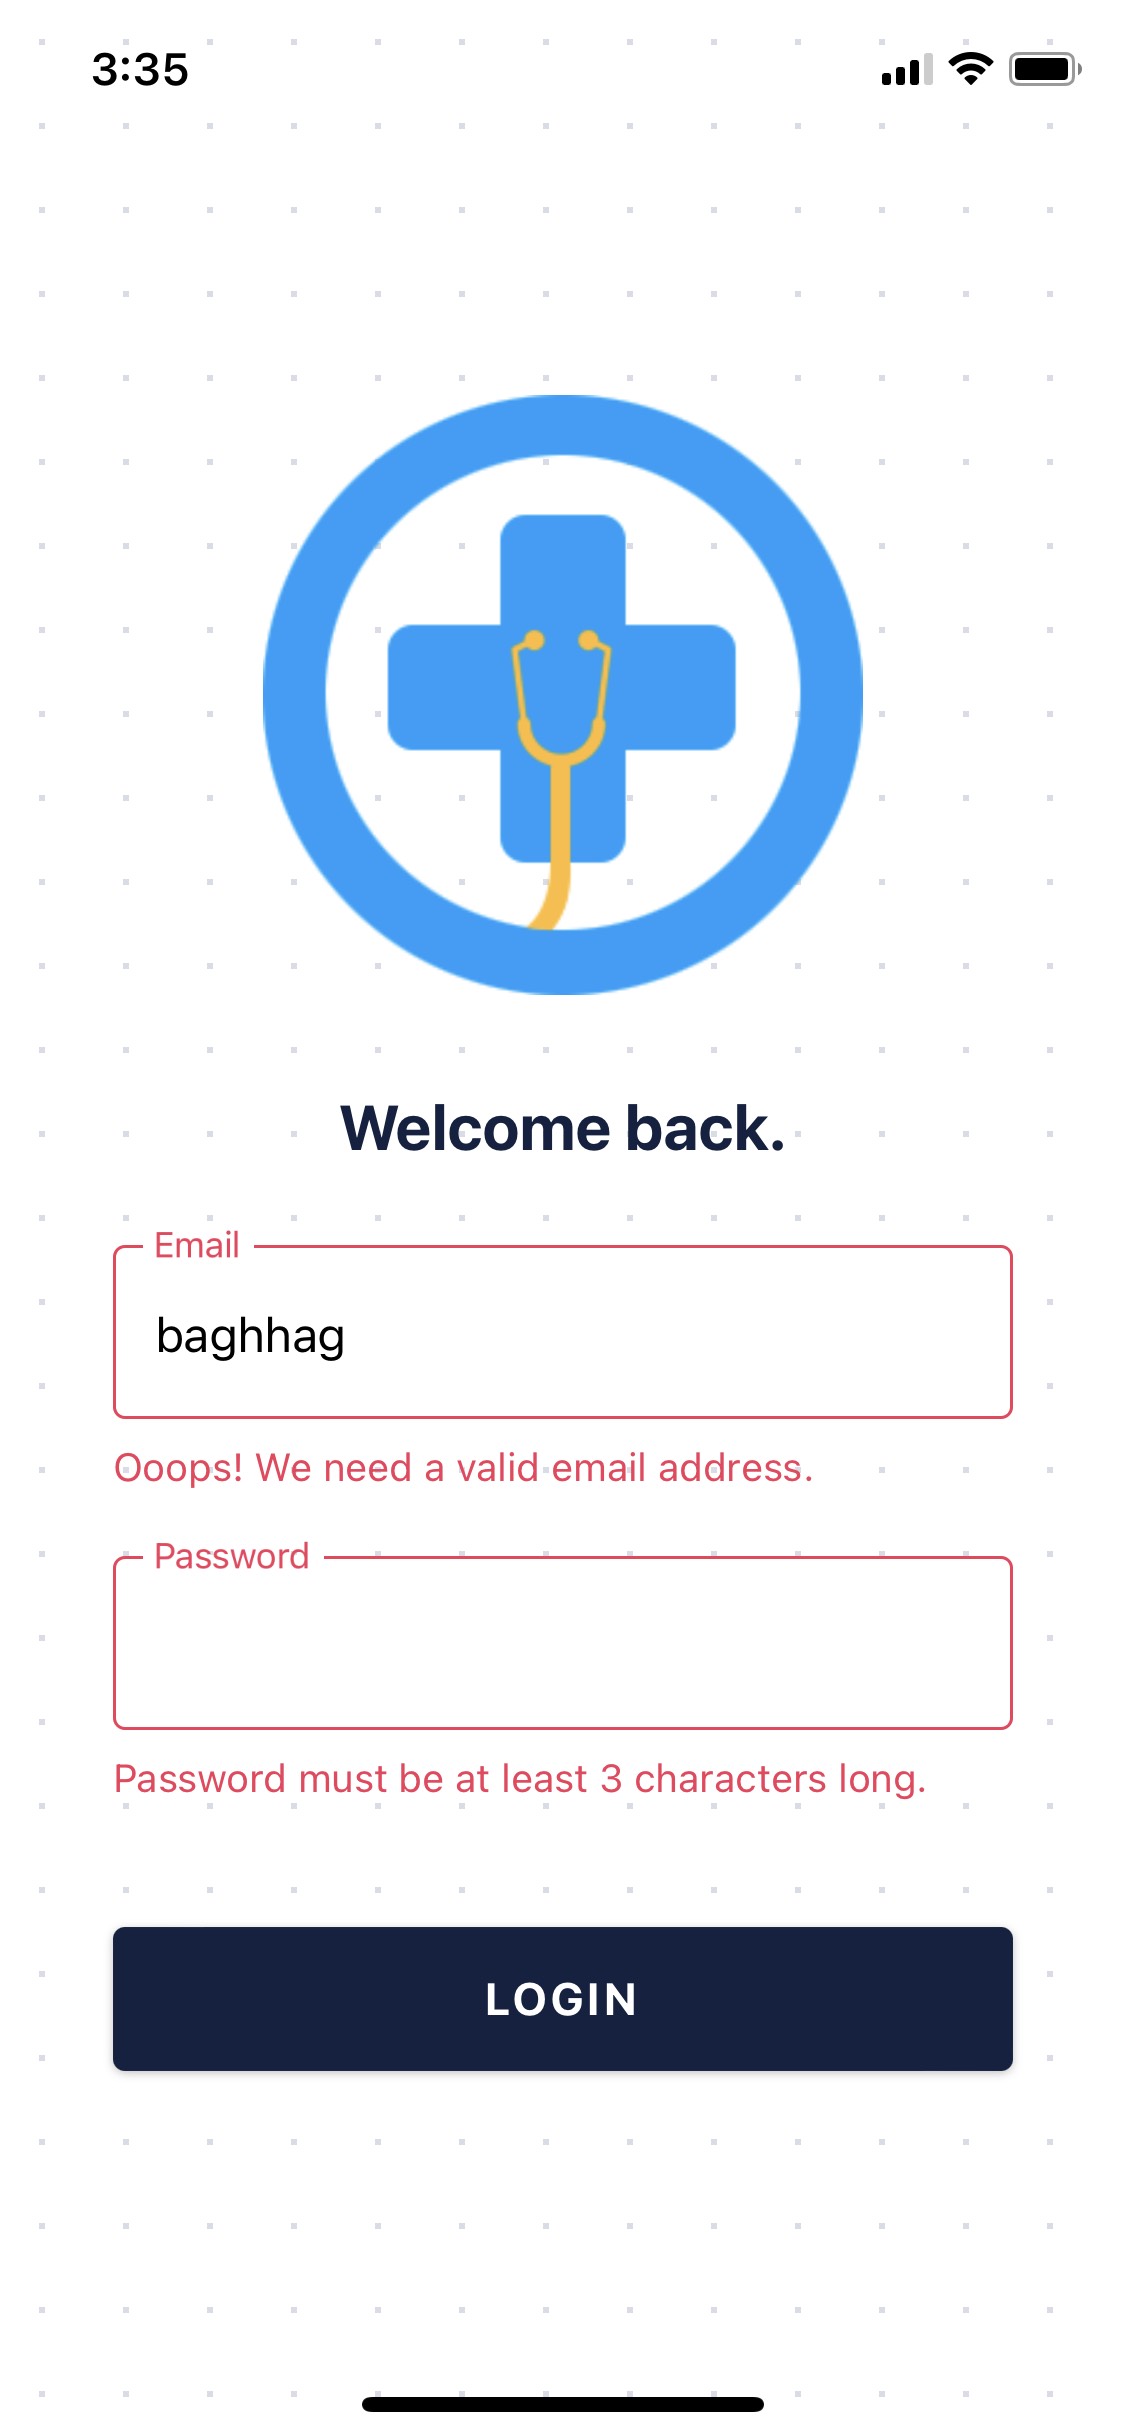 3:35
Welcome back.
Email
baghhag
Ooops! We need a valid email address.
Password
Password must be at least 3 characters long.
LOGIN